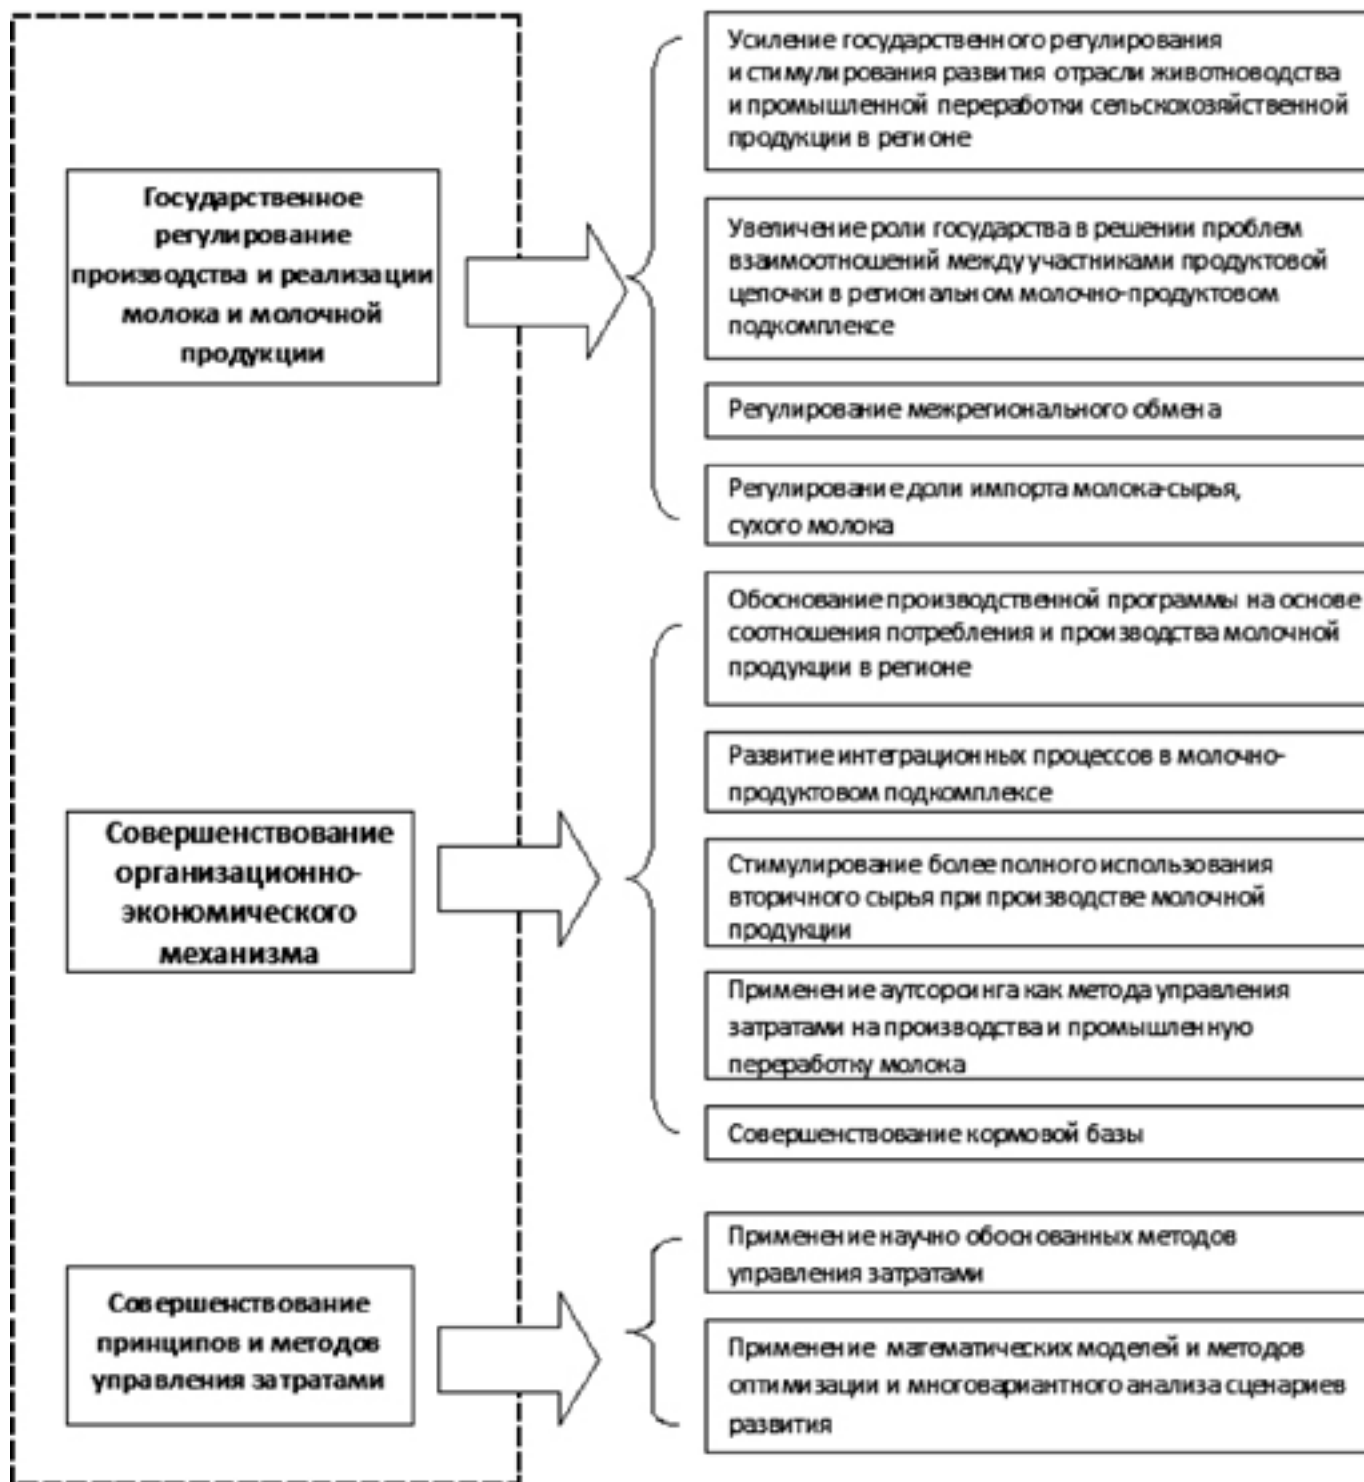 Государственное
регулирование
производства и реализации
молока и молочной
продукции
Усиление государственного регулирования
и стимулирования развития отрасли животноводства
и промышленной переработки сельскохозяйственной
продукции в регионе
Увеличение роли государства в решении проблем
взаимоотношений между участниками продуктовой
цепочки в региональном молочно-продуктовом
подкомплексе
Регулирование межрегионального обмена
Регулирование доли импорта молока-сырья,
сухого молока
Совершенствование
организационно-
экономического
механизма
Обоснование производственной программы на основе
соотношения потребления и производства молочной
продукции в регионе
Развитие интеграционных процессов в молочно-
продуктовом подкомплексе
Стимулирование более полного использования
вторичного сырья при производстве молочной
продукции
Применение аутсорсинга как метода управления
затратами на производства и промышленную
переработку молока
Совершенствование кормовой базы
Совершенствование
принципов и методов
управления затратами
Применение научно обоснованных методов
управления затратами
Применение математических моделей и методов
оптимизации и многовариантного анализа сценариев
развития